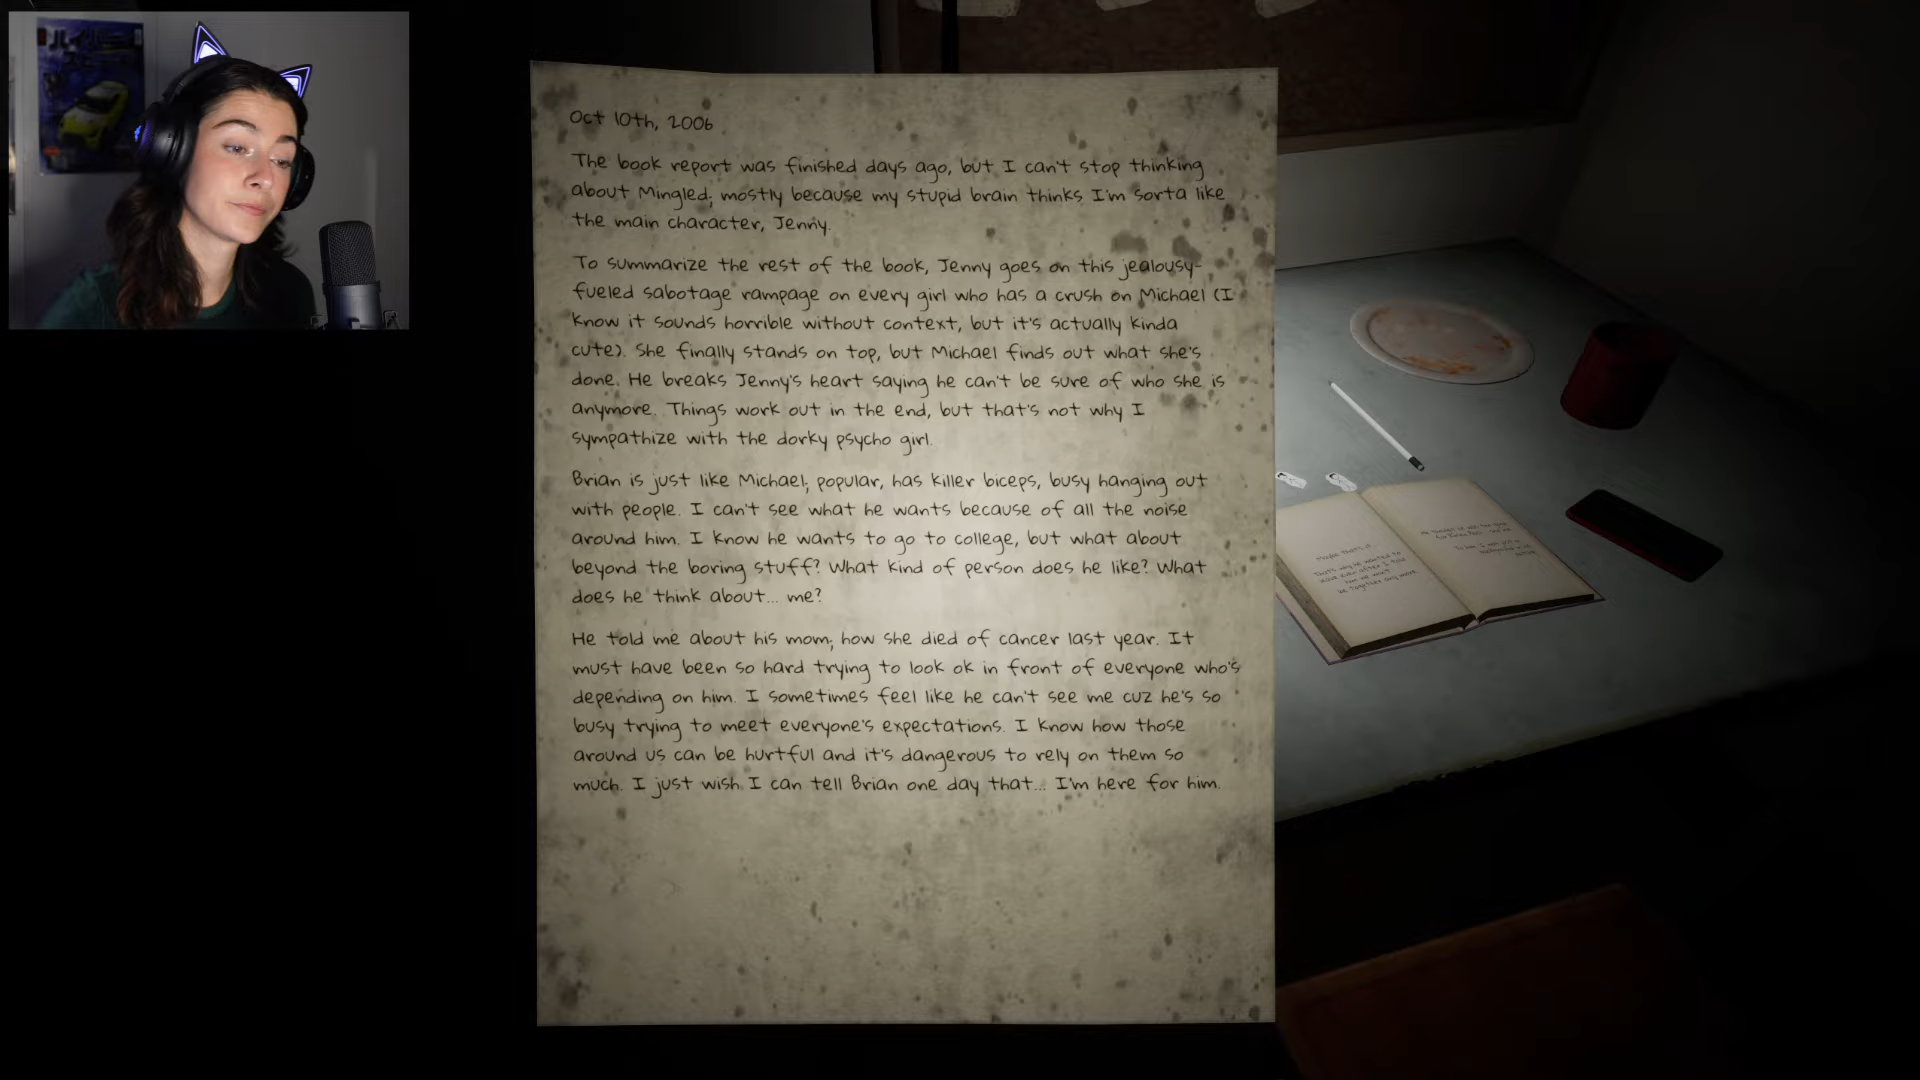 Oct 10th, 2006
The book report was finished days ago, but I can't stop thinking
about Mingled; mostly because my stupid brain thinks I'm sorta like
the main character, Jenny.
To summarize the rest of the book, Jenny goes on this jealousy-
fueled sabotage rampage on every girl who has a crush on Michael (I
know it sounds horrible without context, but it's actually kinda
cute). She finally stands on top, but Michael finds out what she's
done. He breaks Jenny's heart saying he can't be sure of who she is
anymore. Things work out in the end, but that's not why I
sympathize with the dorky psycho girl.
Brian is just like Michael; popular, has killer biceps, busy hanging out
with people. I can't see what he wants because of all the noise
around him. I know he wants to go to college, but what about
beyond the boring stuff? What kind of person does he like? What
does he think about... me?
He told me about his mom; how she died of cancer last year. It
must have been so hard trying to look ok in front of everyone who's
depending on him. I sometimes feel like he can't see me cuz he's so
busy trying to meet everyone's expectations. I know how those
around us can be hurtful and it's dangerous to rely on them so
much. I just wish I can tell Brian one day that... I'm here for him.
Maybe that's it.
That's why he wanted to